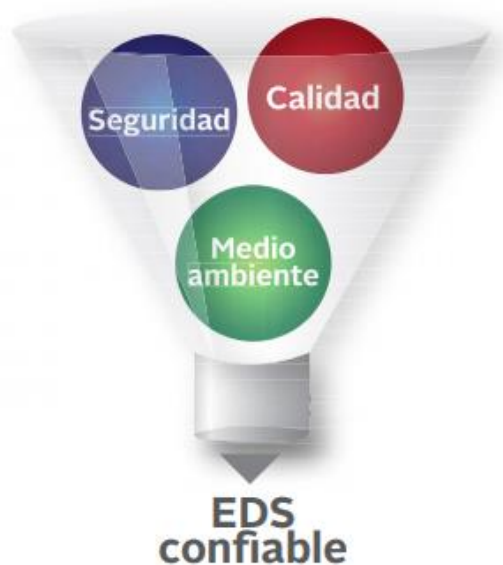 Seguridad
Calidad
Medio
ambiente
EDS
confiable